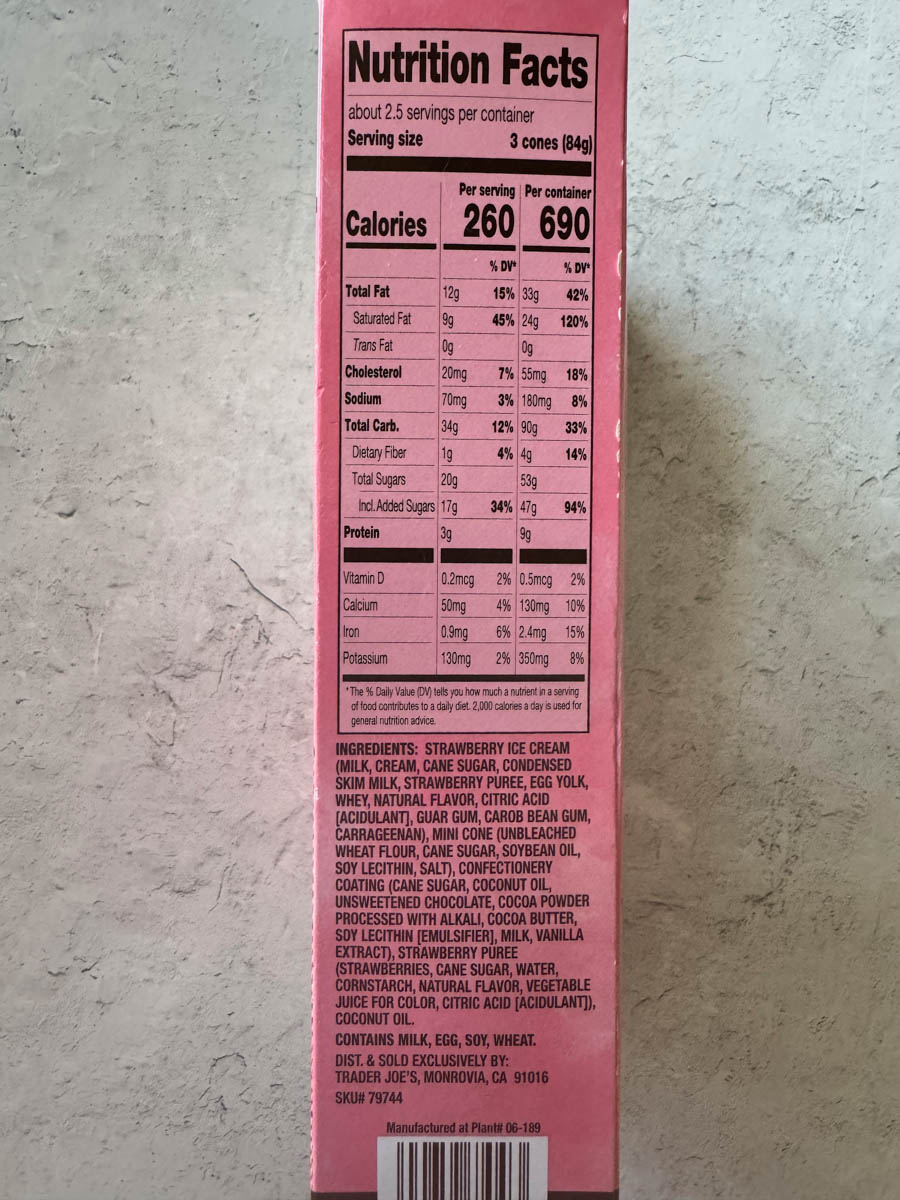 Nutrition Facts
about 2.5 servings per container
Serving size 3 cones (84g)
Per serving Per container
Calories 260 690
% DV* % DV*
Total Fat 12g 15% 33g 42%
Saturated Fat 9g 45% 24g 120%
Trans Fat 0g 0g
Cholesterol 20mg 7% 55mg 18%
Sodium 70mg 3% 180mg 8%
Total Carb. 34g 12% 90g 33%
Dietary Fiber 1g 4% 4g 14%
Total Sugars 20g 53g
Incl. Added Sugars 17g 34% 47g 94%
Protein 3g 9g
Vitamin D 0.2mcg 2% 0.5mcg 2%
Calcium 50mg 4% 130mg 10%
Iron 0.9mg 6% 2.4mg 15%
Potassium 130mg 2% 350mg 8%
*The % Daily Value (DV) tells you how much a nutrient in a serving
of food contributes to a daily diet. 2,000 calories a day is used for
general nutrition advice.
INGREDIENTS: STRAWBERRY ICE CREAM
(MILK, CREAM, CANE SUGAR, CONDENSED
SKIM MILK, STRAWBERRY PUREE, EGG YOLK,
WHEY, NATURAL FLAVOR, CITRIC ACID
[ACIDULANT], GUAR GUM, CAROB BEAN GUM,
CARRAGEENAN), MINI CONE (UNBLEACHED
WHEAT FLOUR, CANE SUGAR, SOYBEAN OIL,
SOY LECITHIN, SALT), CONFECTIONERY
COATING (CANE SUGAR, COCONUT OIL,
UNSWEETENED CHOCOLATE, COCOA POWDER
PROCESSED WITH ALKALI, COCOA BUTTER,
SOY LECITHIN [EMULSIFIER], MILK, VANILLA
EXTRACT), STRAWBERRY PUREE
(STRAWBERRIES, CANE SUGAR, WATER,
CORNSTARCH, NATURAL FLAVOR, VEGETABLE
JUICE FOR COLOR, CITRIC ACID [ACIDULANT]),
COCONUT OIL.
CONTAINS MILK, EGG, SOY, WHEAT.
DIST. & SOLD EXCLUSIVELY BY:
TRADER JOE'S, MONROVIA, CA 91016
SKU# 79744
Manufactured at Plant# 06-189